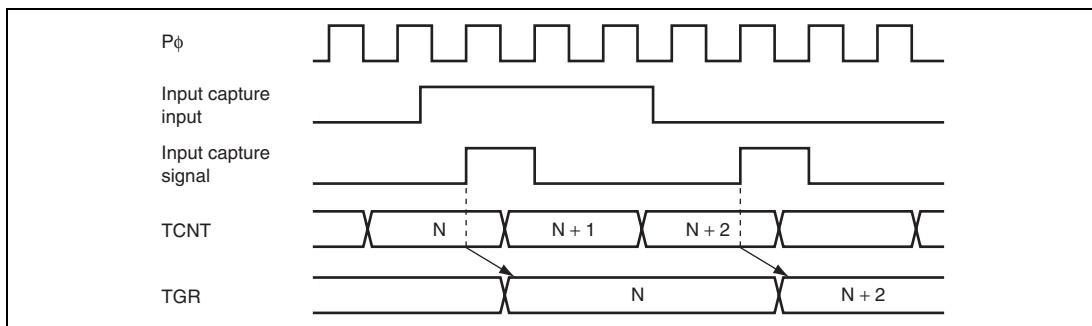 Pϕ
Input capture
input
Input capture
signal
TCNT N N + 1 N + 2
TGR N N + 2